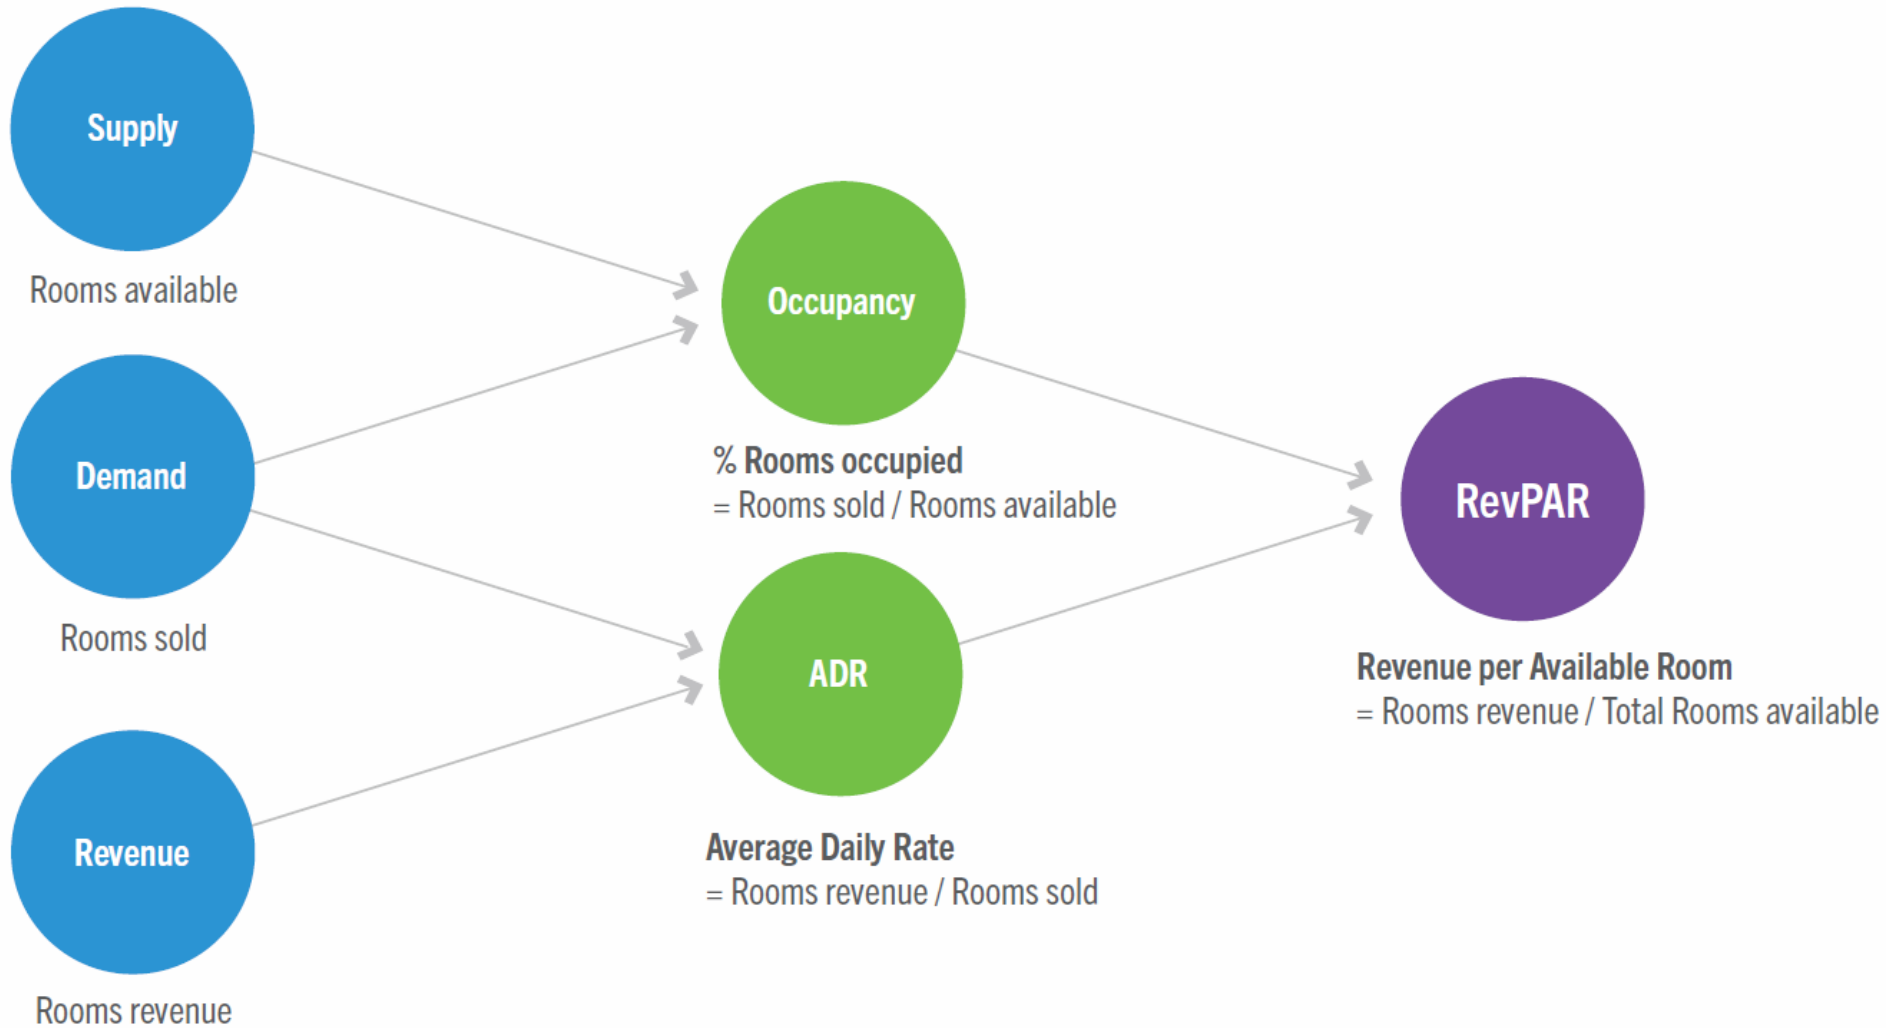 Supply
Rooms available
Demand
Rooms sold
Revenue
Rooms revenue
Occupancy
% Rooms occupied
= Rooms sold / Rooms available
ADR
Average Daily Rate
= Rooms revenue / Rooms sold
RevPAR
Revenue per Available Room
= Rooms revenue / Total Rooms available